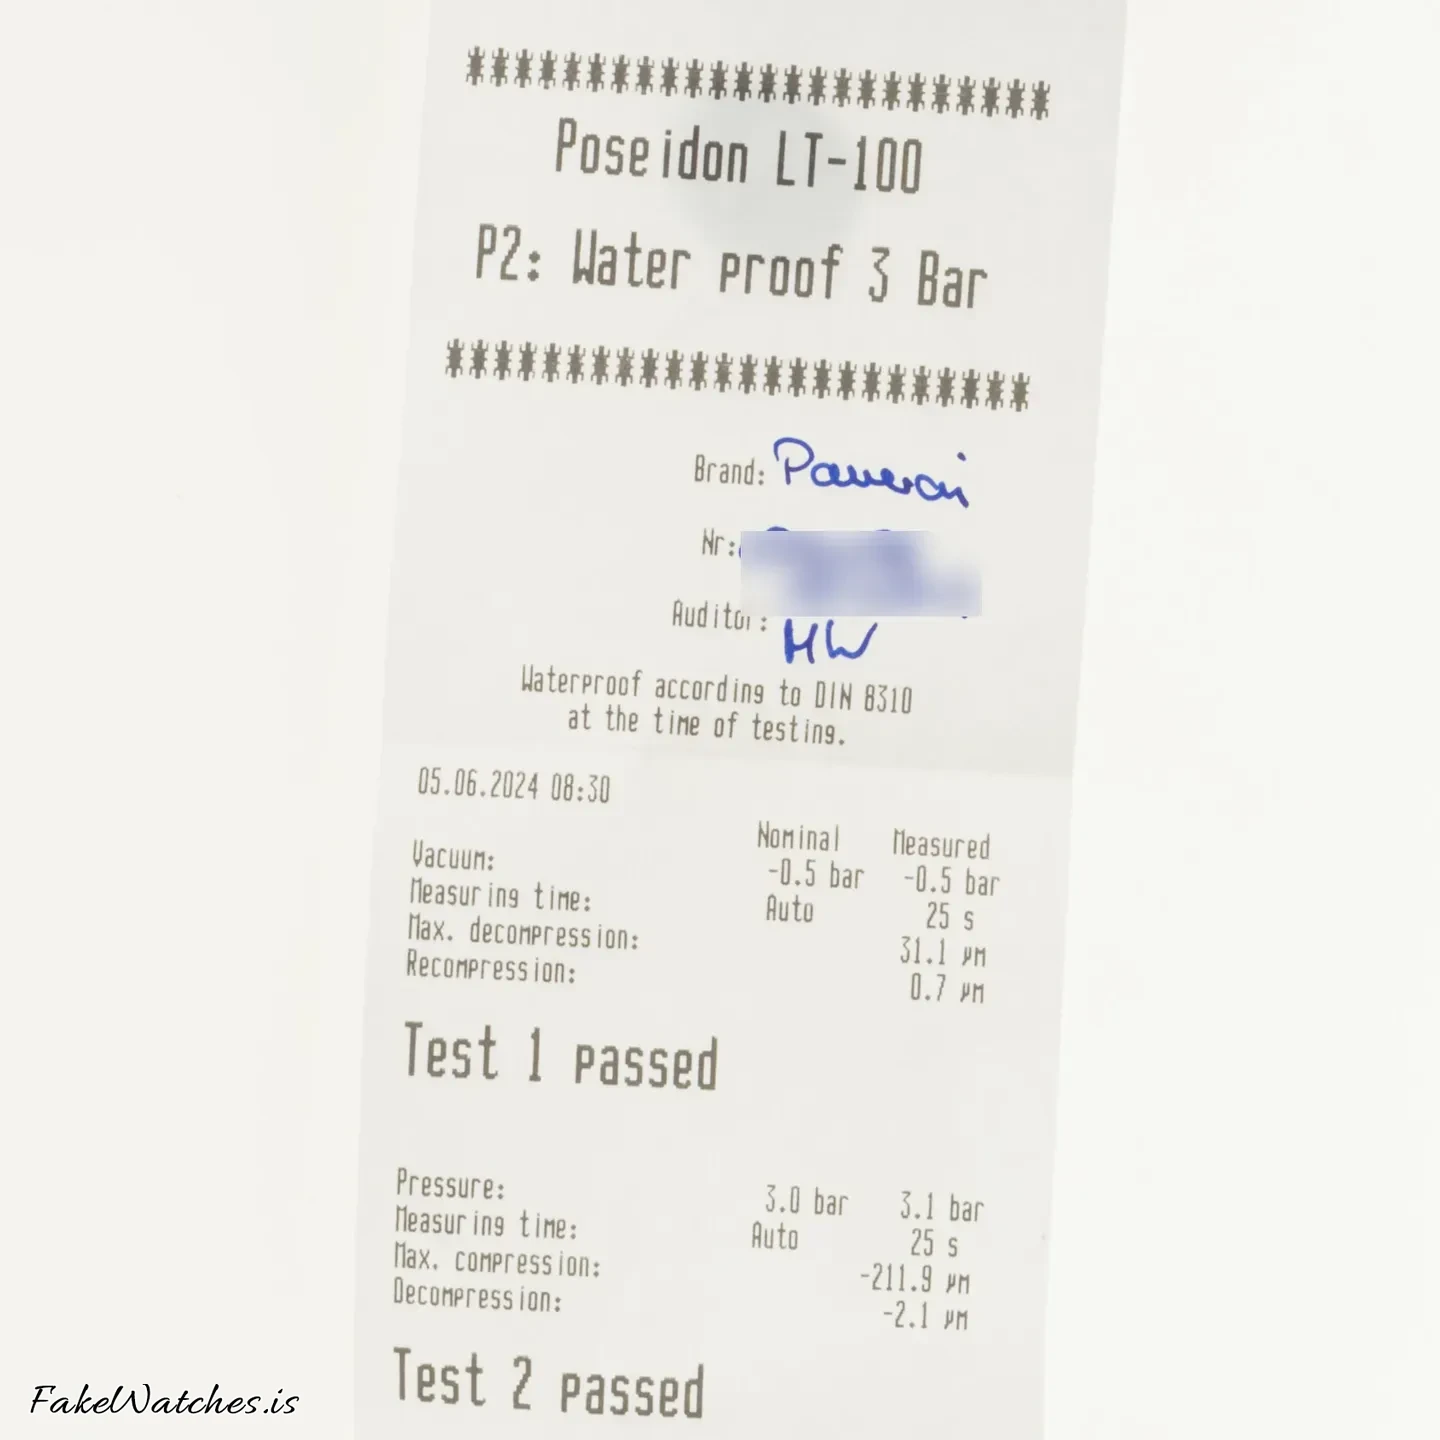 Poseidon LT-100
P2: Water proof 3 Bar
Brand: Panerai
Nr:
Auditor: MW
Waterproof according to DIN 8310
at the time of testing.
05.06.2024 08:30
Nominal Measured
Vacuum: -0.5 bar -0.5 bar
Measuring time: Auto 25 s
Max. decompression: 31.1 µm
Recompression: 0.7 µm
Test 1 passed
Pressure: 3.0 bar 3.1 bar
Measuring time: Auto 25 s
Max. compression: -211.9 µm
Decompression: -2.1 µm
Test 2 passed
FakeWatches.is